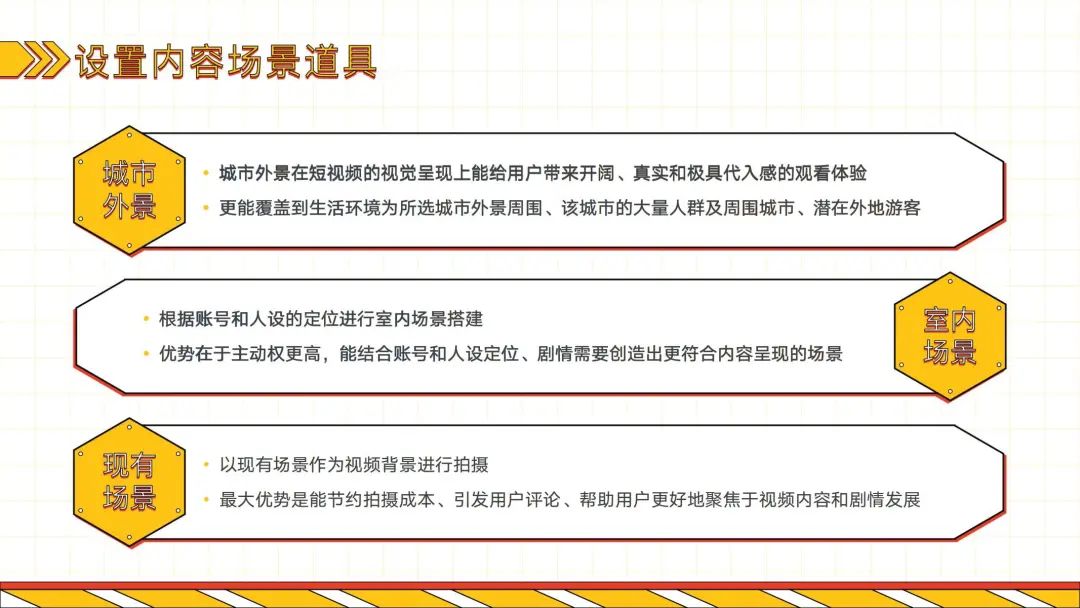 设置内容场景道具
城市
外景
• 城市外景在短视频的视觉呈现上能给用户带来开阔、真实和极具代入感的观看体验
• 更能覆盖到生活环境为所选城市外景周围、该城市的大量人群及周围城市、潜在外地游客
• 根据账号和人设的定位进行室内场景搭建
• 优势在于主动权更高，能结合账号和人设定位、剧情需要创造出更符合内容呈现的场景
室内
场景
现有
场景
• 以现有场景作为视频背景进行拍摄
• 最大优势是能节约拍摄成本、引发用户评论、帮助用户更好地聚焦于视频内容和剧情发展